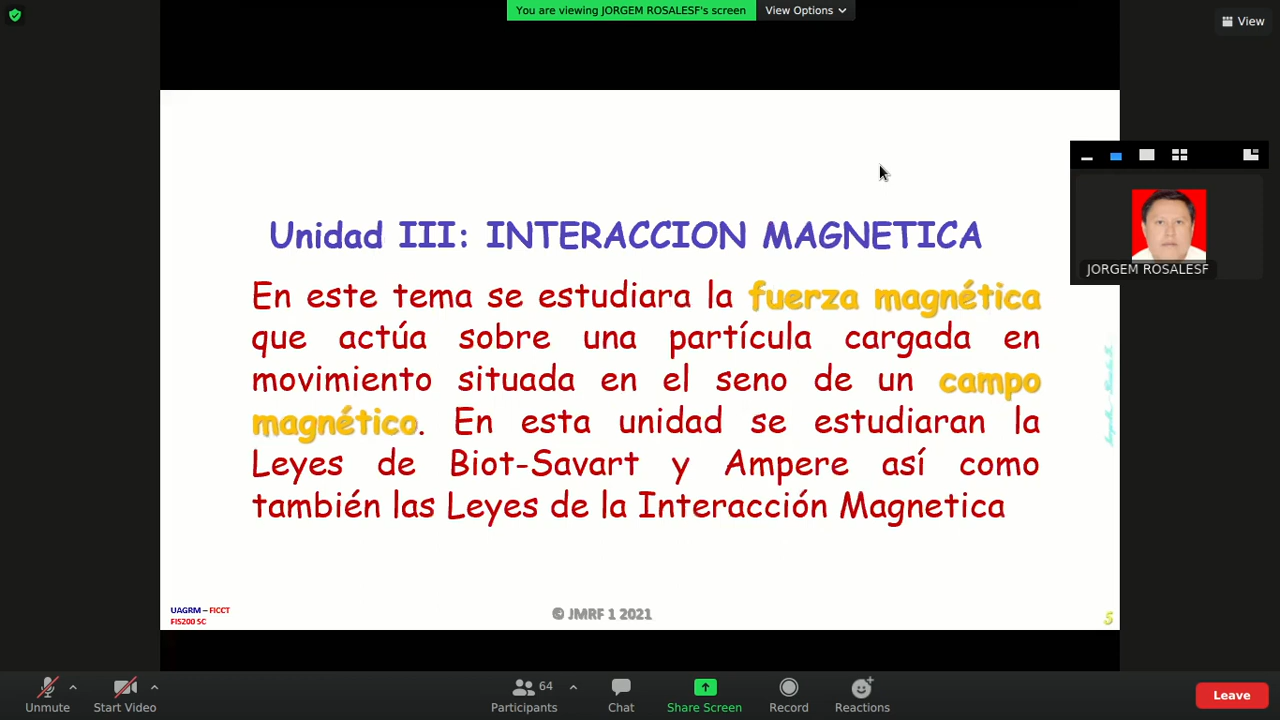 You are viewing JORGEM ROSALESF's screen
View Options
View
Unidad III: INTERACCION MAGNETICA
En este tema se estudiara la fuerza magnética
que actúa sobre una partícula cargada en
movimiento situada en el seno de un campo
magnético. En esta unidad se estudiaran la
Leyes de Biot-Savart y Ampere así como
también las Leyes de la Interacción Magnetica
JORGEM ROSALESF
UAGRM – FICCT
FIS200 SC
© JMRF 1 2021
5
Unmute
Start Video
64
Participants
Chat
Share Screen
Record
Reactions
Leave